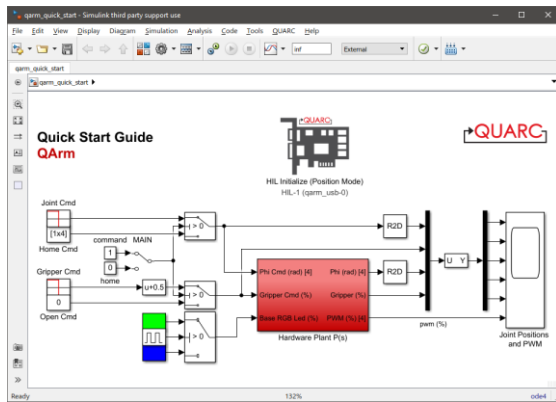 qarm_quick_start - Simulink third party support use
File Edit View Display Diagram Simulation Analysis Code Tools QUARC Help
inf
External
qarm_quick_start
qarm_quick_start
Quick Start Guide
QArm
QUARC
QUARC
HIL Initialize (Position Mode)
HIL-1 (qarm_usb-0)
Joint Cmd
[1x4]
Home Cmd
command MAIN
1
0
home
> 0
R2D
Gripper Cmd
0
Open Cmd
u+0.5
> 0
> 0
Phi Cmd (rad) [4]
Phi (rad) [4]
Gripper Cmd (%)
Gripper (%)
Base RGB Led (%)
PWM (%) [4]
Hardware Plant P(s)
R2D
U Y
pwm (%)
Joint Positions
and PWM
Ready
132%
ode4